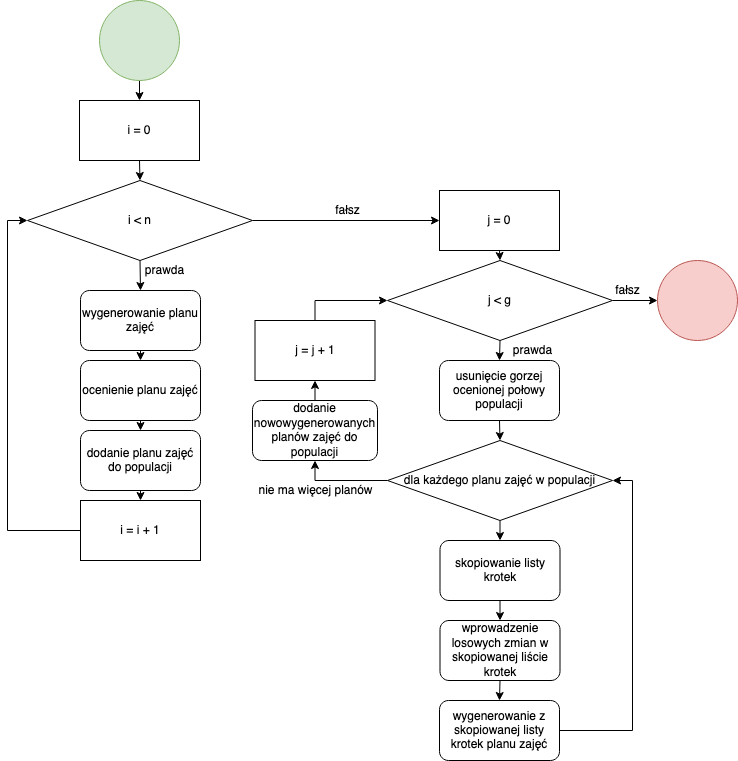 i = 0
i < n
prawda
wygenerowanie planu
zajęć
ocenienie planu zajęć
dodanie planu zajęć
do populacji
i = i + 1
fałsz
j = 0
j < g
fałsz
prawda
usunięcie gorzej
ocenionej połowy
populacji
dla każdego planu zajęć w populacji
nie ma więcej planów
dodanie
nowowygenerowanych
planów zajęć do
populacji
j = j + 1
skopiowanie listy
krotek
wprowadzenie
losowych zmian w
skopiowanej liście
krotek
wygenerowanie z
skopiowanej listy
krotek planu zajęć